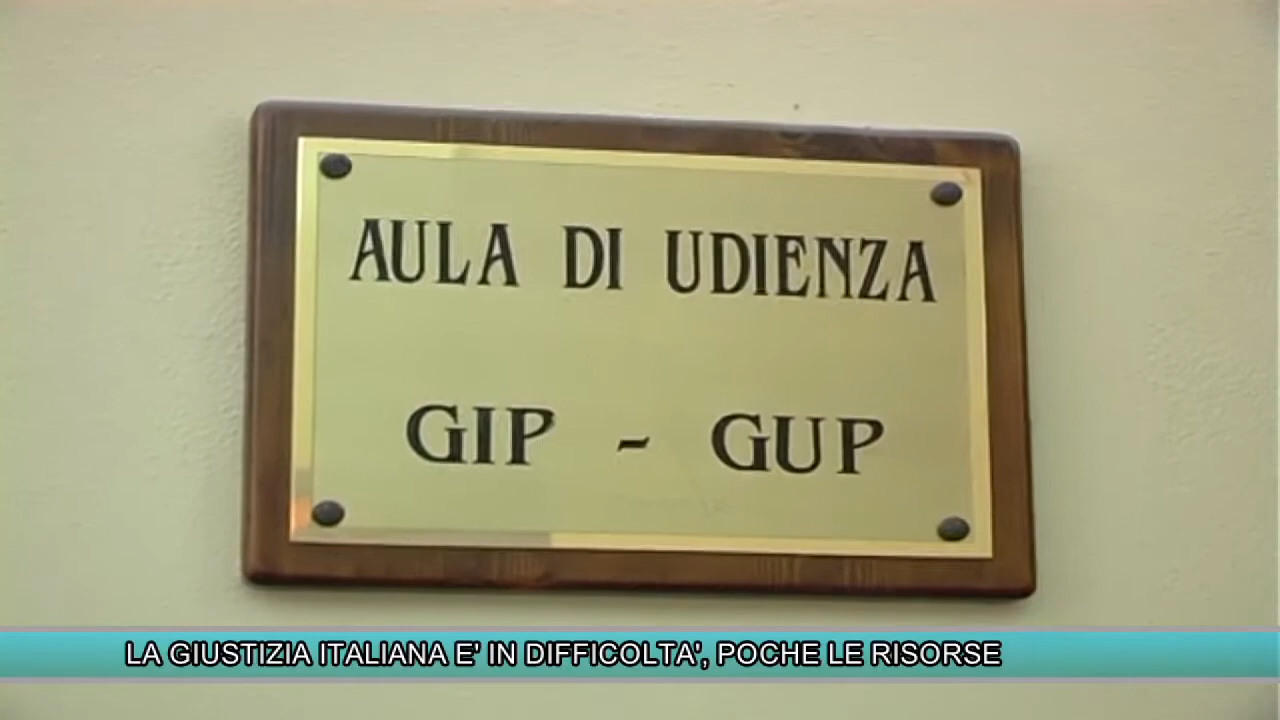 AULA DI UDIENZA
GIP - GUP
LA GIUSTIZIA ITALIANA E' IN DIFFICOLTA', POCHE LE RISORSE